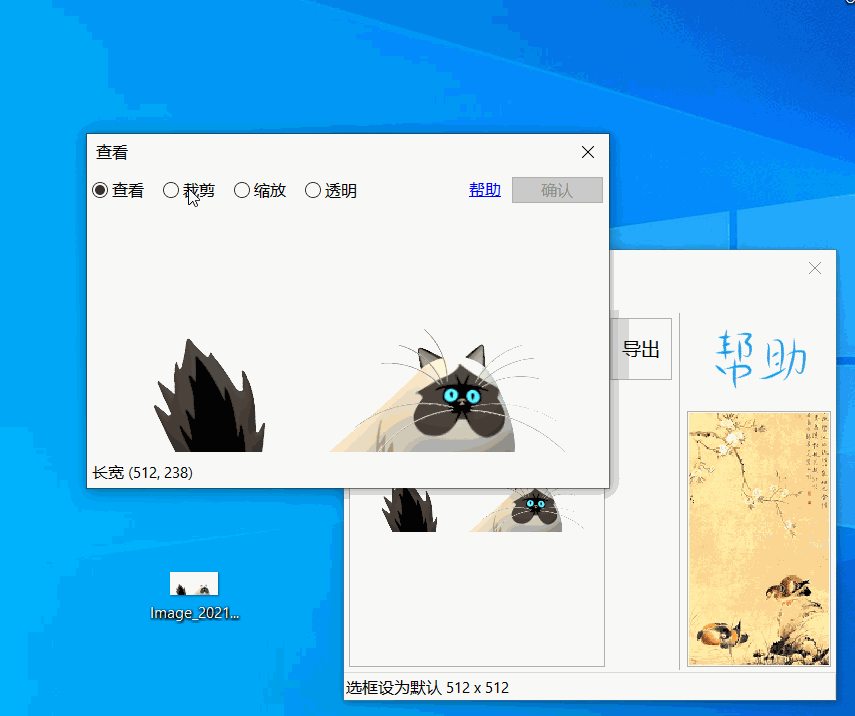 查看
查看 裁剪 缩放 透明 帮助 确认
长宽 (512, 238)
导出
帮助
Image_2021...
选框设为默认 512 x 512